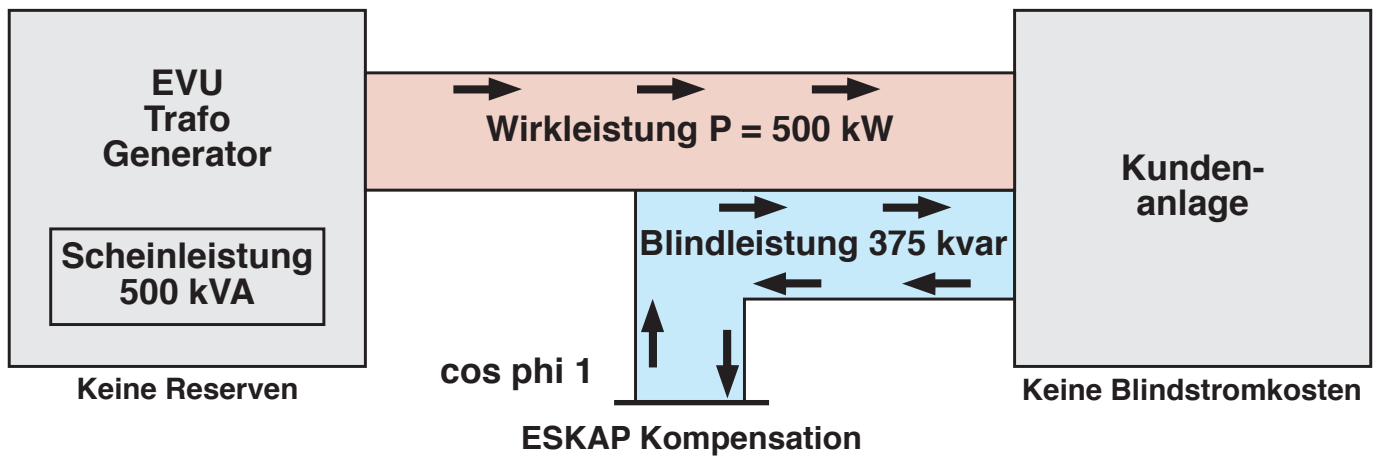 EVU
Trafo
Generator
Scheinleistung
500 kVA
Keine Reserven
Wirkleistung P = 500 kW
Blindleistung 375 kvar
cos phi 1
ESKAP Kompensation
Kunden-
anlage
Keine Blindstromkosten